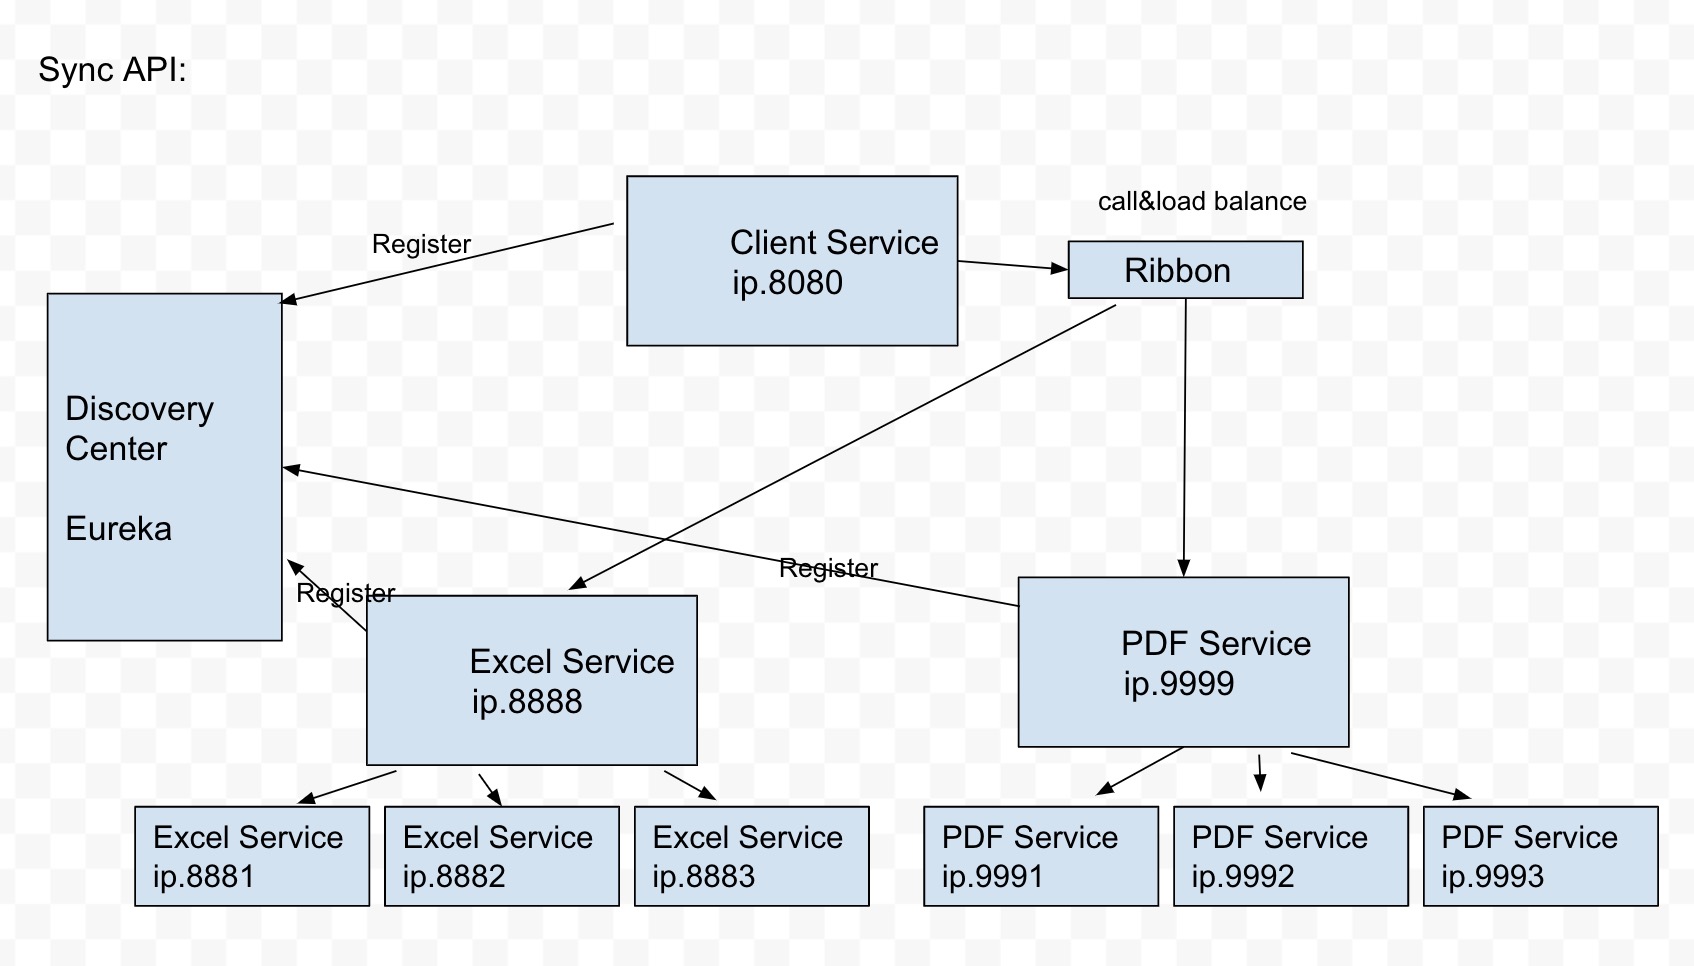 Sync API:
call&load balance
Register
Client Service
ip.8080
Ribbon
Discovery
Center
Eureka
Register
Register
Excel Service
ip.8888
PDF Service
ip.9999
Excel Service
ip.8881
Excel Service
ip.8882
Excel Service
ip.8883
PDF Service
ip.9991
PDF Service
ip.9992
PDF Service
ip.9993